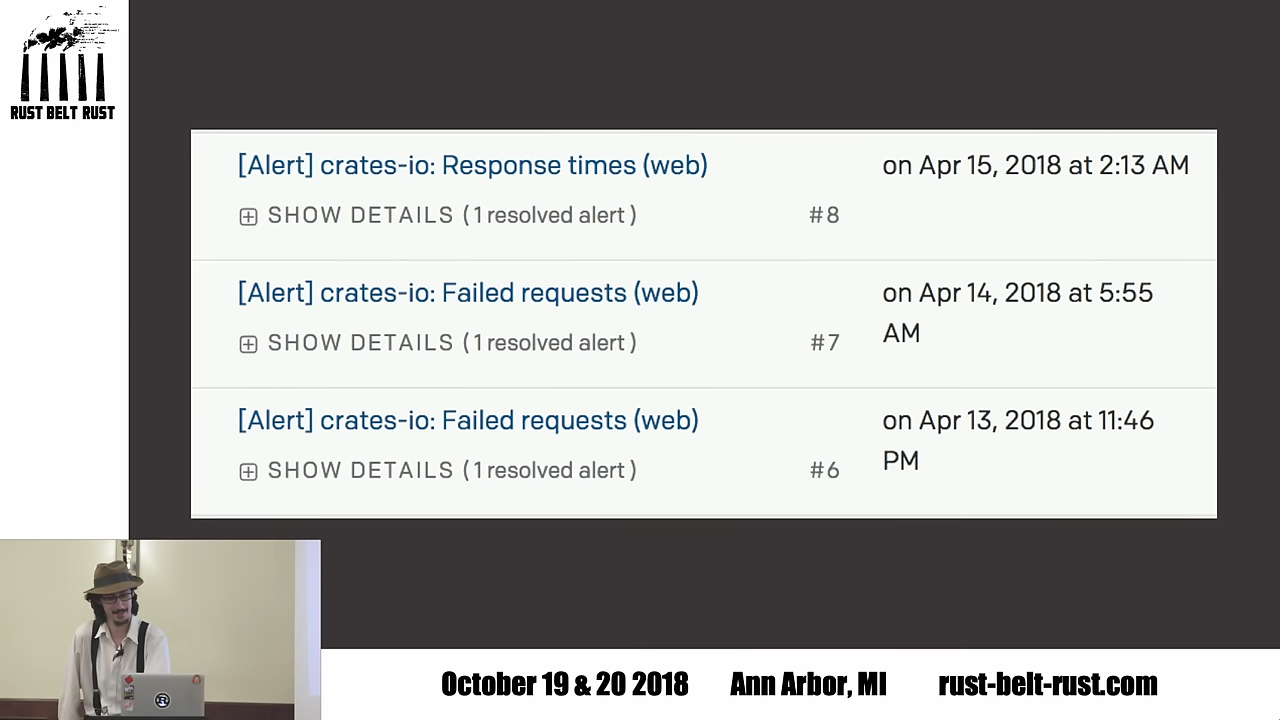 RUST BELT RUST
[Alert] crates-io: Response times (web)
on Apr 15, 2018 at 2:13 AM
SHOW DETAILS (1 resolved alert )
#8
[Alert] crates-io: Failed requests (web)
on Apr 14, 2018 at 5:55
AM
SHOW DETAILS (1 resolved alert )
#7
[Alert] crates-io: Failed requests (web)
on Apr 13, 2018 at 11:46
PM
SHOW DETAILS (1 resolved alert )
#6
October 19 & 20 2018
Ann Arbor, MI
rust-belt-rust.com